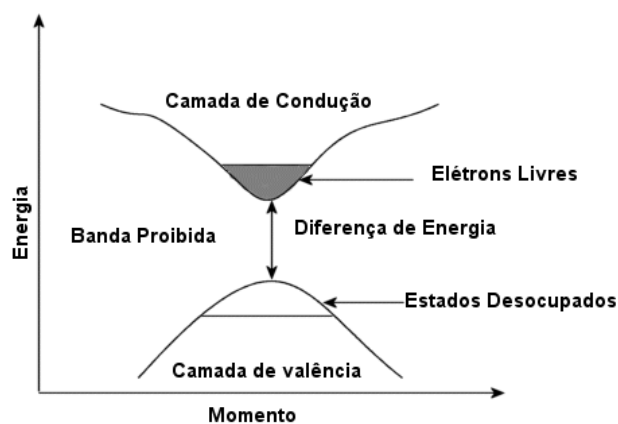 Camada de Condução
Elétrons Livres
Energia
Banda Proibida
Diferença de Energia
Estados Desocupados
Camada de valência
Momento